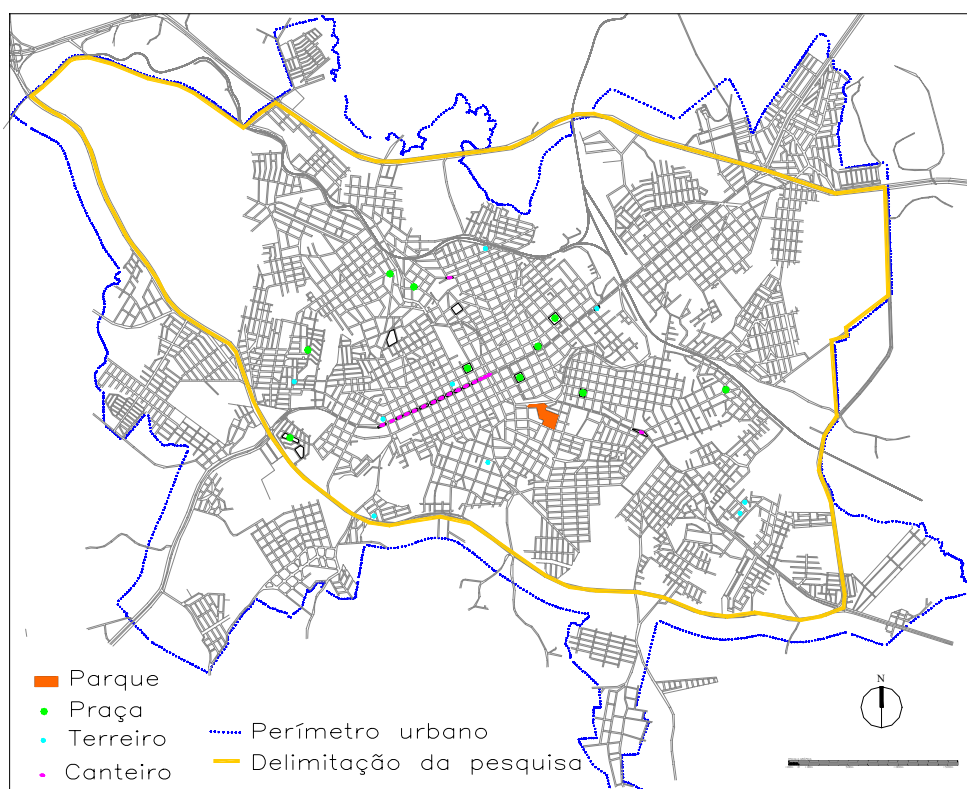 N
Parque
Praça
Terreiro
Canteiro
Perímetro urbano
Delimitação da pesquisa